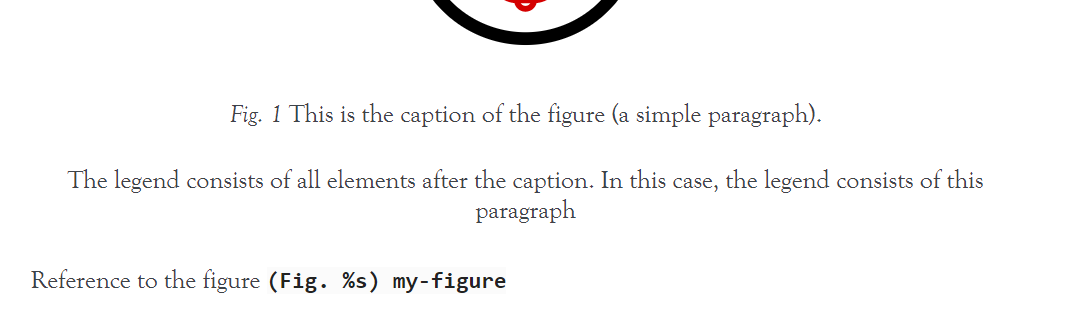 Fig. 1 This is the caption of the figure (a simple paragraph).
The legend consists of all elements after the caption. In this case, the legend consists of this
paragraph
Reference to the figure (Fig. %s) my-figure